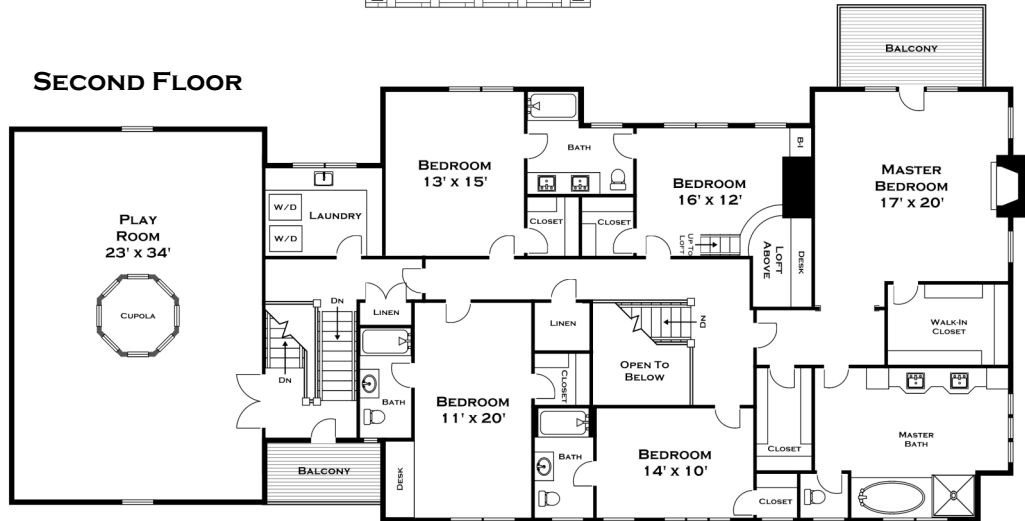 BALCONY
SECOND FLOOR
BEDROOM
13' X 15'
BATH
B-I
BEDROOM
16' X 12'
MASTER
BEDROOM
17' X 20'
W/D
W/D
LAUNDRY
PLAY
ROOM
23' X 34'
CLOSET
CLOSET
UP TO
LOFT
LOFT
ABOVE
DESK
CUPOLA
DN
DN
LINEN
LINEN
DN
OPEN TO
BELOW
WALK-IN
CLOSET
CLOSET
BATH
BEDROOM
11' X 20'
BALCONY
DESK
BATH
BEDROOM
14' X 10'
CLOSET
CLOSET
MASTER
BATH